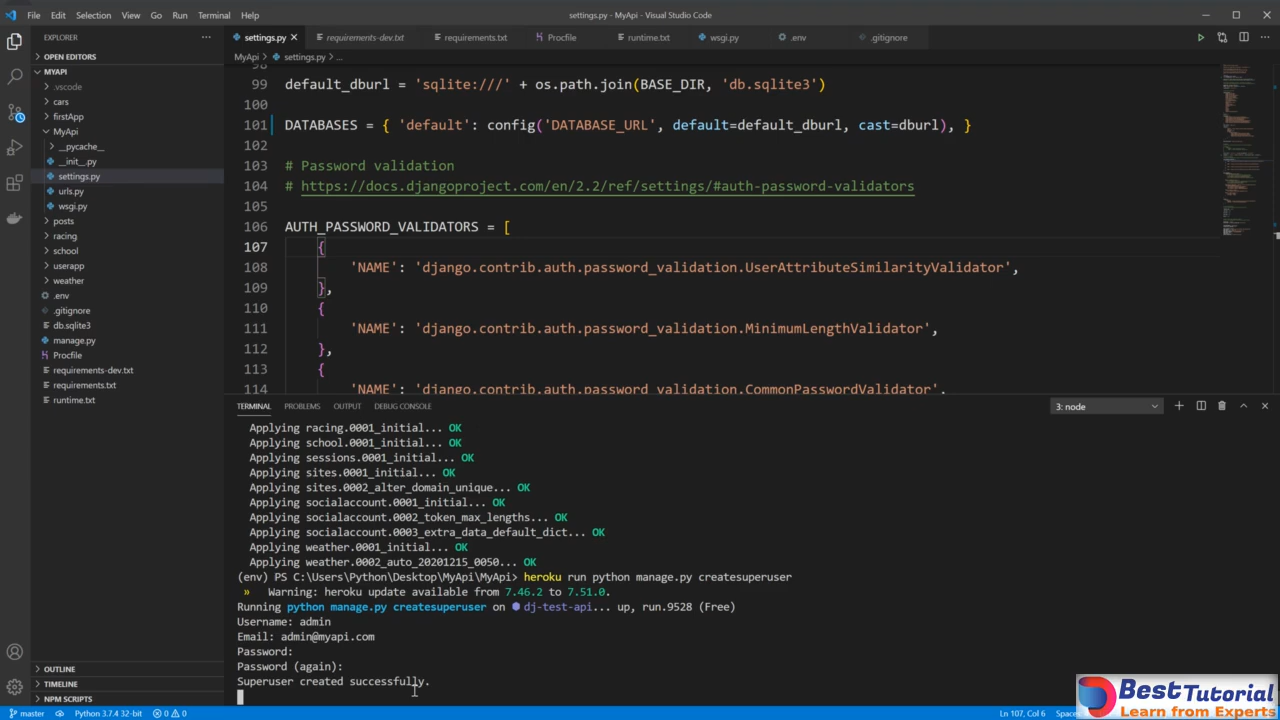 File Edit Selection View Go Run Terminal Help
settings.py - MyApi - Visual Studio Code
EXPLORER
settings.py
requirements-dev.txt
requirements.txt
Procfile
runtime.txt
wsgi.py
.env
.gitignore
MyApi > settings.py > ...
OPEN EDITORS
MYAPI
.vscode
cars
firstApp
MyApi
__pycache__
__init__.py
settings.py
urls.py
wsgi.py
posts
racing
school
userapp
weather
.env
.gitignore
db.sqlite3
manage.py
Procfile
requirements-dev.txt
requirements.txt
runtime.txt
OUTLINE
TIMELINE
NPM SCRIPTS
98
99 default_dburl = 'sqlite:///' + os.path.join(BASE_DIR, 'db.sqlite3')
100
101 DATABASES = { 'default': config('DATABASE_URL', default=default_dburl, cast=dburl), }
102
103 # Password validation
104 # https://docs.djangoproject.com/en/2.2/ref/settings/#auth-password-validators
105
106 AUTH_PASSWORD_VALIDATORS = [
107 {
108 'NAME': 'django.contrib.auth.password_validation.UserAttributeSimilarityValidator',
109 },
110 {
111 'NAME': 'django.contrib.auth.password_validation.MinimumLengthValidator',
112 },
113 {
114 'NAME': 'django.contrib.auth.password_validation.CommonPasswordValidator',
TERMINAL PROBLEMS OUTPUT DEBUG CONSOLE
3: node
Applying racing.0001_initial... OK
Applying school.0001_initial... OK
Applying sessions.0001_initial... OK
Applying sites.0001_initial... OK
Applying sites.0002_alter_domain_unique... OK
Applying socialaccount.0001_initial... OK
Applying socialaccount.0002_token_max_lengths... OK
Applying socialaccount.0003_extra_data_default_dict... OK
Applying weather.0001_initial... OK
Applying weather.0002_auto_20201215_0050... OK
(env) PS C:\Users\Python\Desktop\MyApi\MyApi> heroku run python manage.py createsuperuser
» Warning: heroku update available from 7.46.2 to 7.51.0.
Running python manage.py createsuperuser on ⬢ dj-test-api... up, run.9528 (Free)
Username: admin
Email: admin@myapi.com
Password:
Password (again):
Superuser created successfully.
master
Python 3.7.4 32-bit
0 0
Ln 107, Col 6
BestTutorial
Learn from Experts